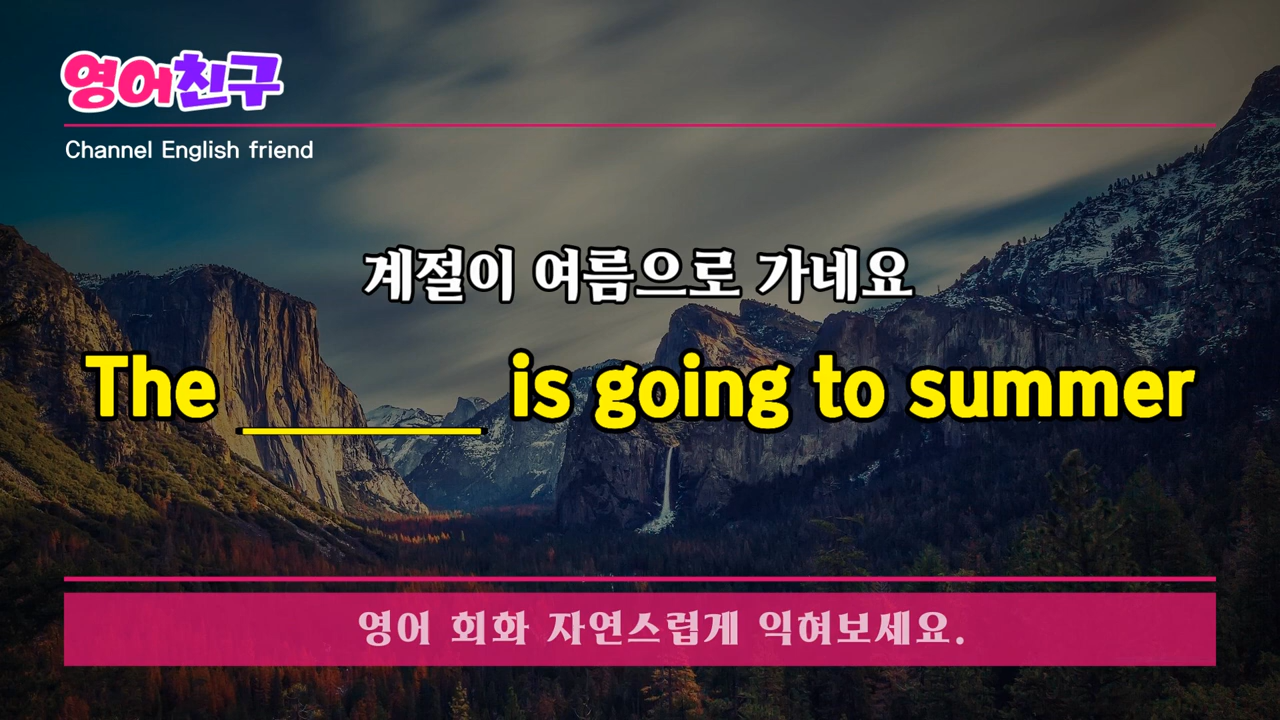 영어친구
Channel English friend
계절이 여름으로 가네요
The ______ is going to summer
영어 회화 자연스럽게 익혀보세요.